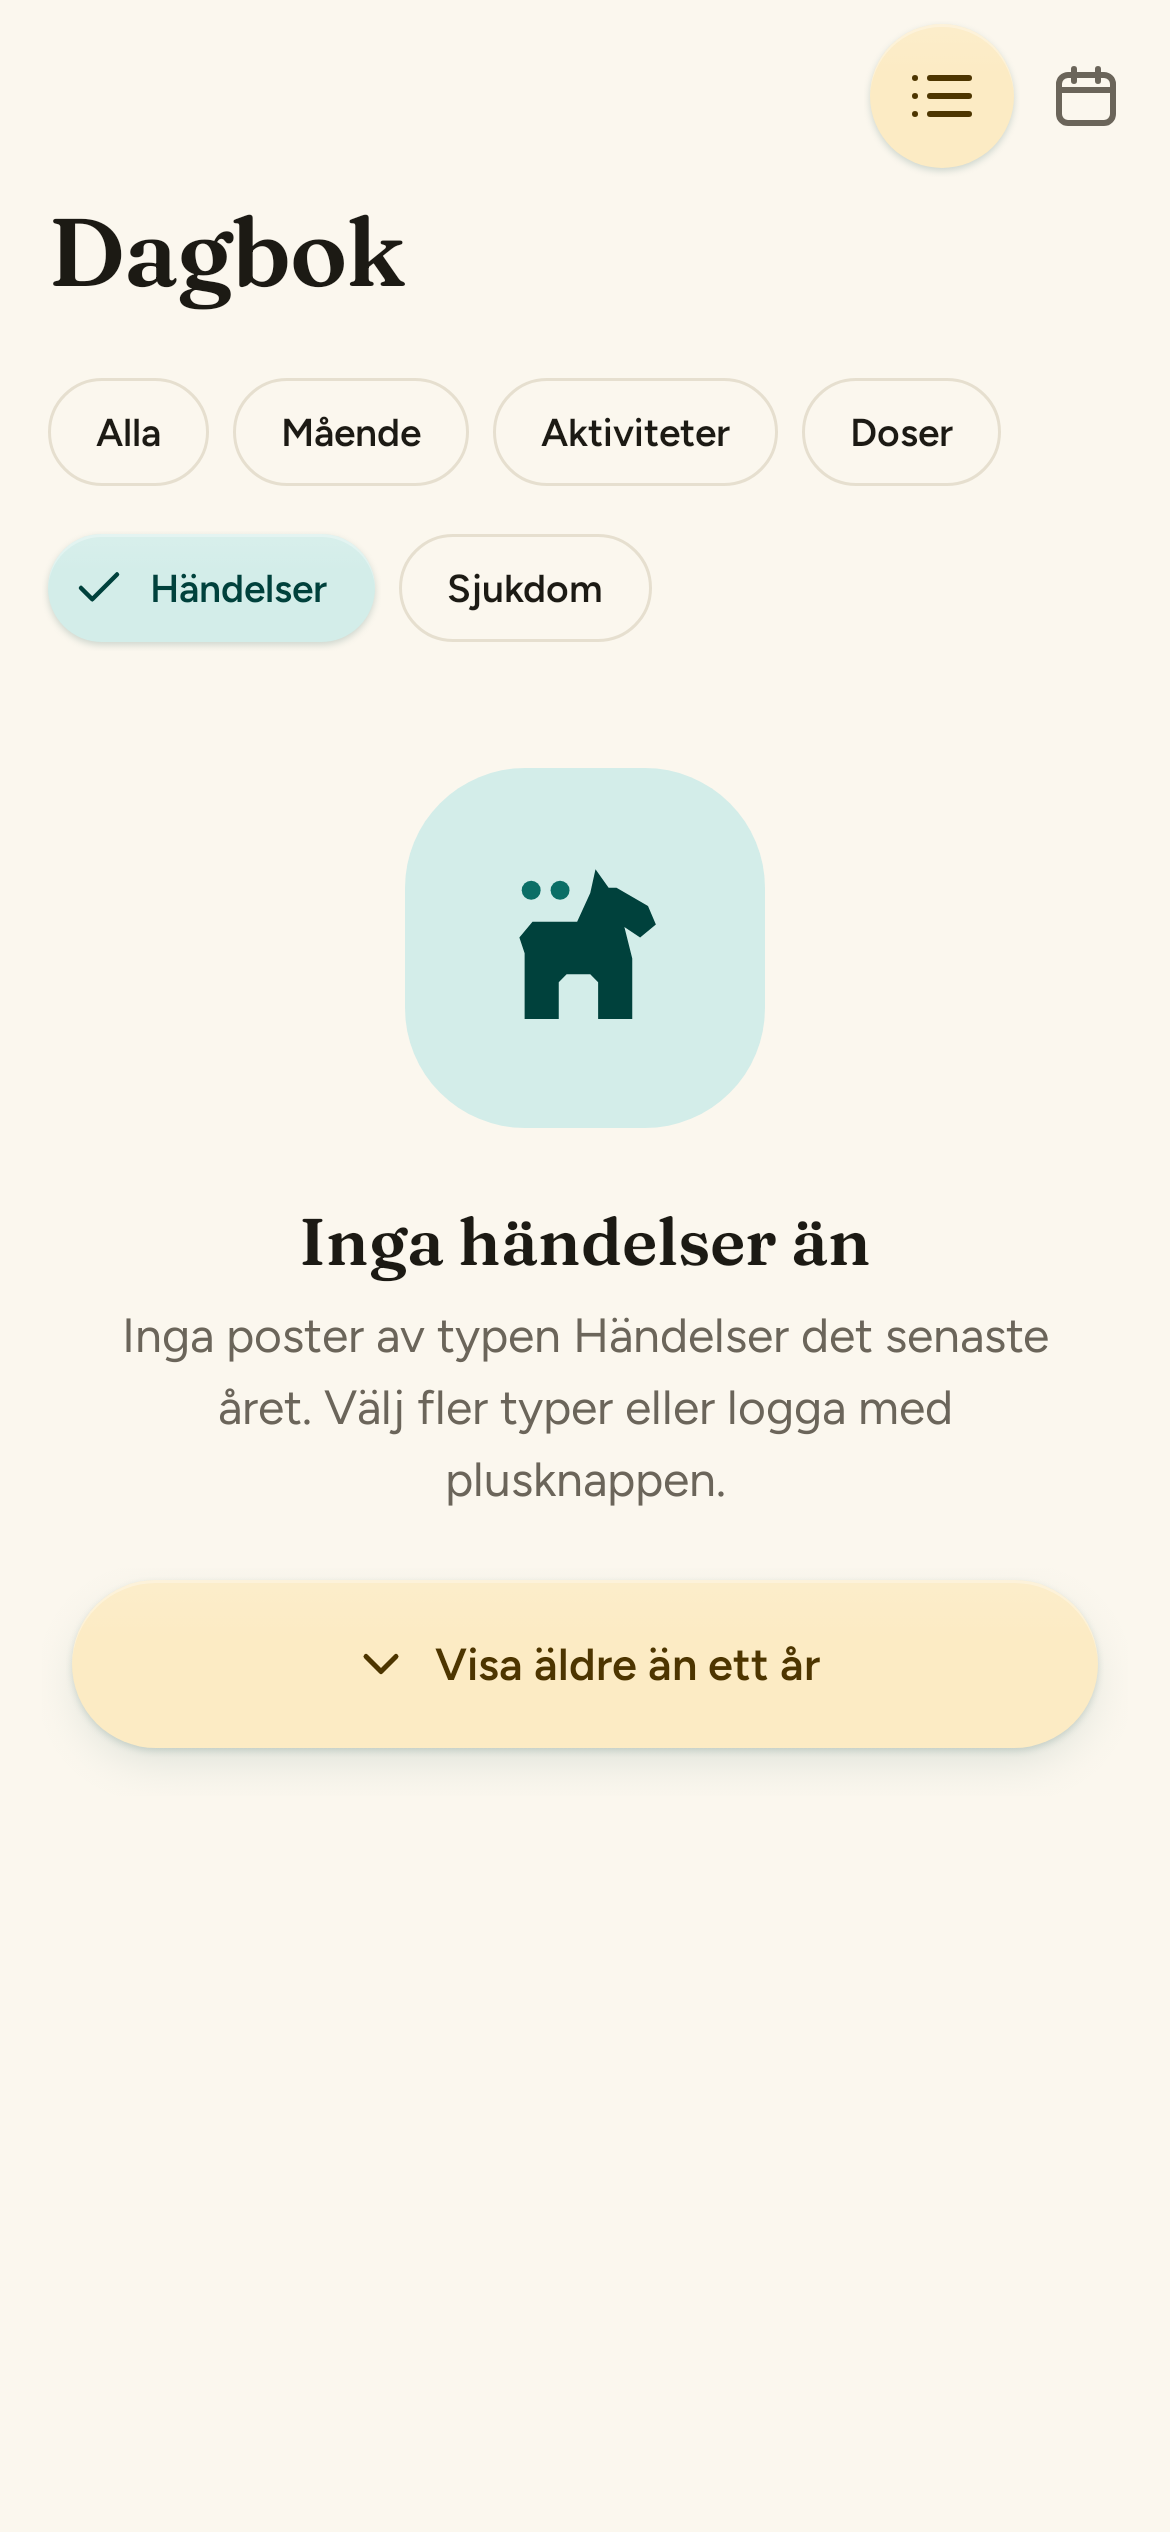 Dagbok
Alla
Mående
Aktiviteter
Doser
Händelser
Sjukdom
Inga händelser än
Inga poster av typen Händelser det senaste
året. Välj fler typer eller logga med
plusknappen.
Visa äldre än ett år